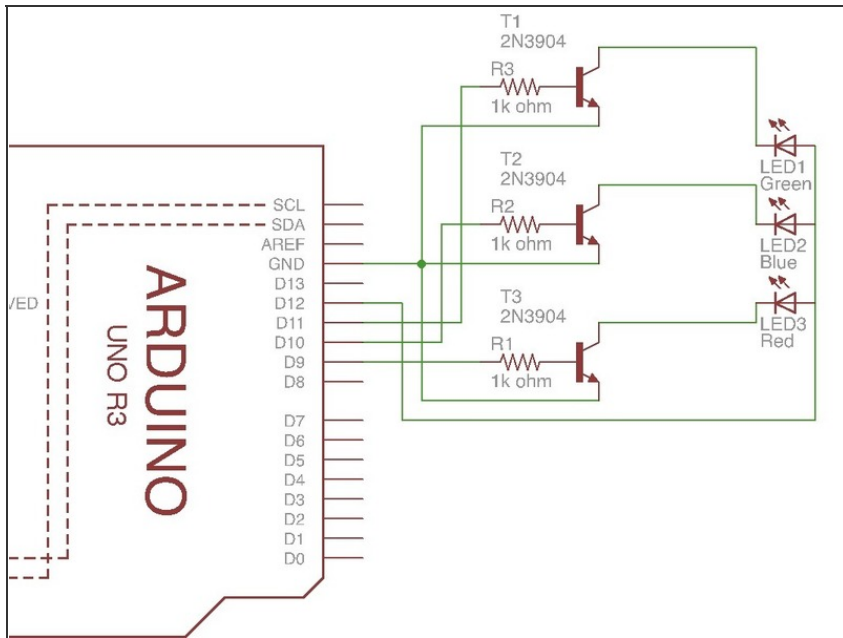 T1
2N3904
R3
1k ohm
LED1
Green
T2
2N3904
R2
1k ohm
LED2
Blue
T3
2N3904
R1
1k ohm
LED3
Red
SCL
SDA
AREF
GND
D13
D12
D11
D10
D9
D8
D7
D6
D5
D4
D3
D2
D1
D0
/ED
ARDUINO
UNO R3